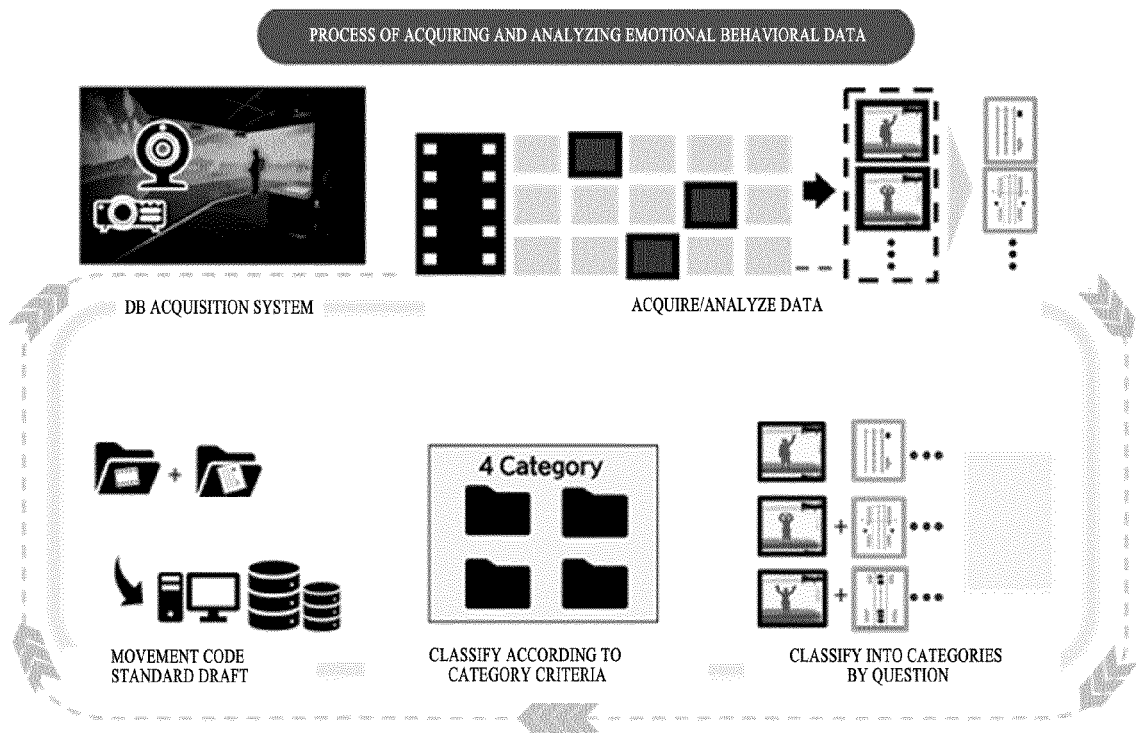 PROCESS OF ACQUIRING AND ANALYZING EMOTIONAL BEHAVIORAL DATA
DB ACQUISITION SYSTEM
ACQUIRE/ANALYZE DATA
4 Category
MOVEMENT CODE
STANDARD DRAFT
CLASSIFY ACCORDING TO
CATEGORY CRITERIA
CLASSIFY INTO CATEGORIES
BY QUESTION